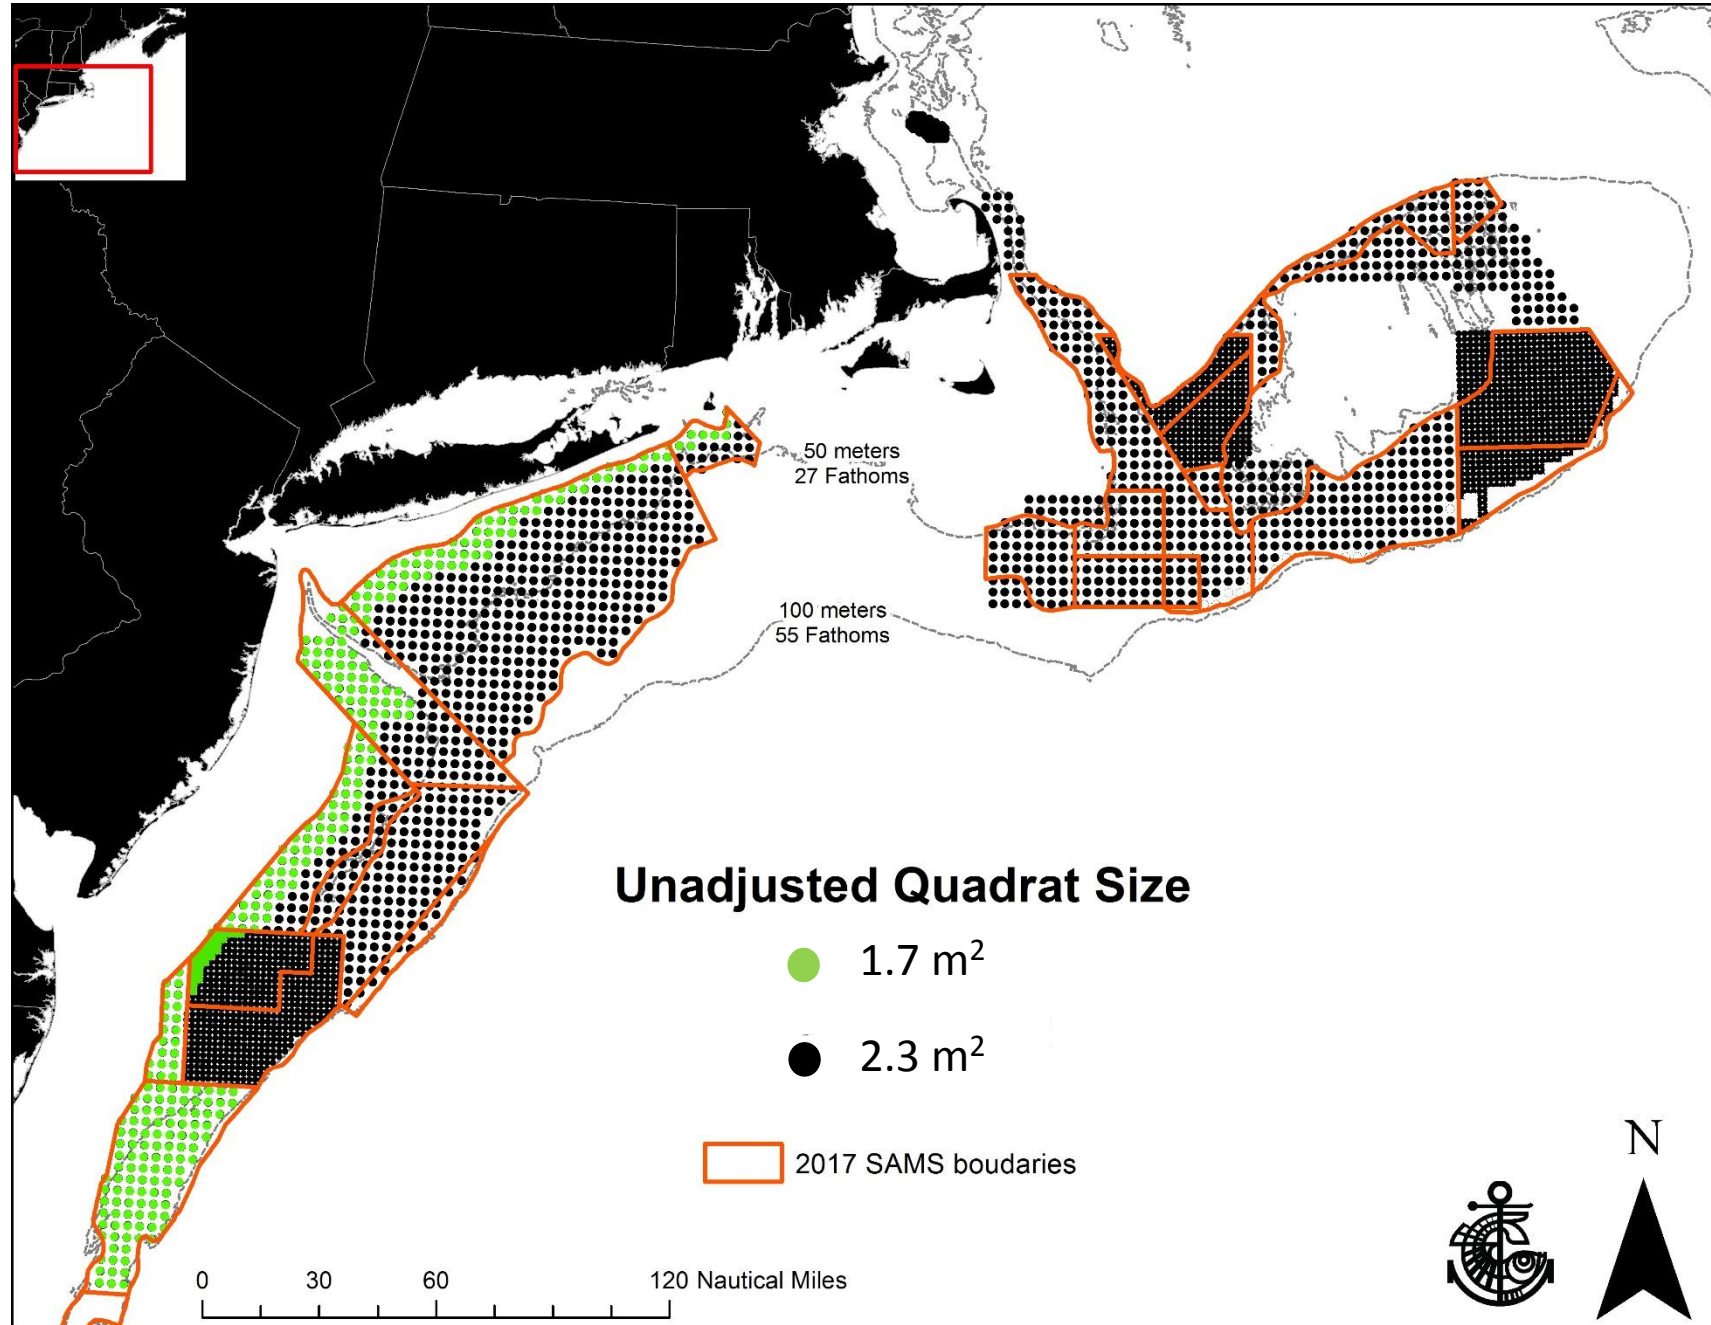 50 meters
27 Fathoms
100 meters
55 Fathoms
Unadjusted Quadrat Size
1.7 m²
2.3 m²
2017 SAMS boudaries
N
0 30 60 120 Nautical Miles